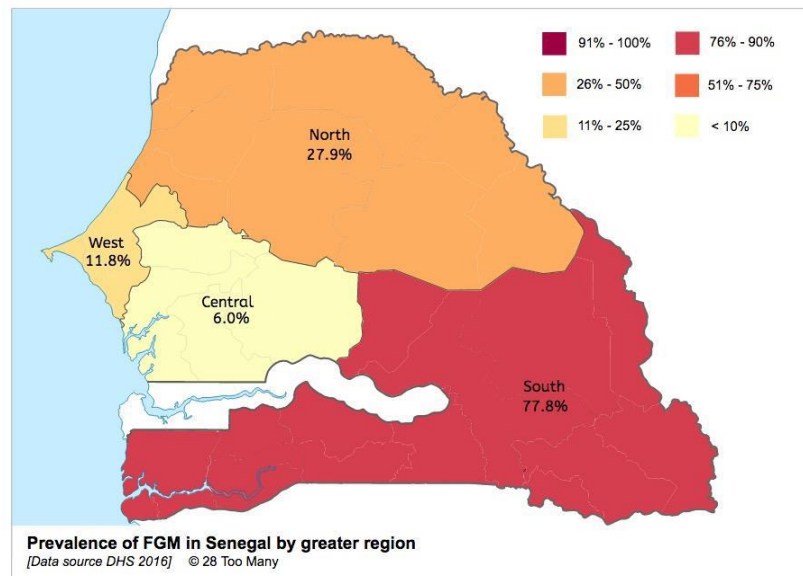 91% - 100%
76% - 90%
26% - 50%
51% - 75%
11% - 25%
< 10%
North
27.9%
West
11.8%
Central
6.0%
South
77.8%
Prevalence of FGM in Senegal by greater region
[Data source DHS 2016] © 28 Too Many